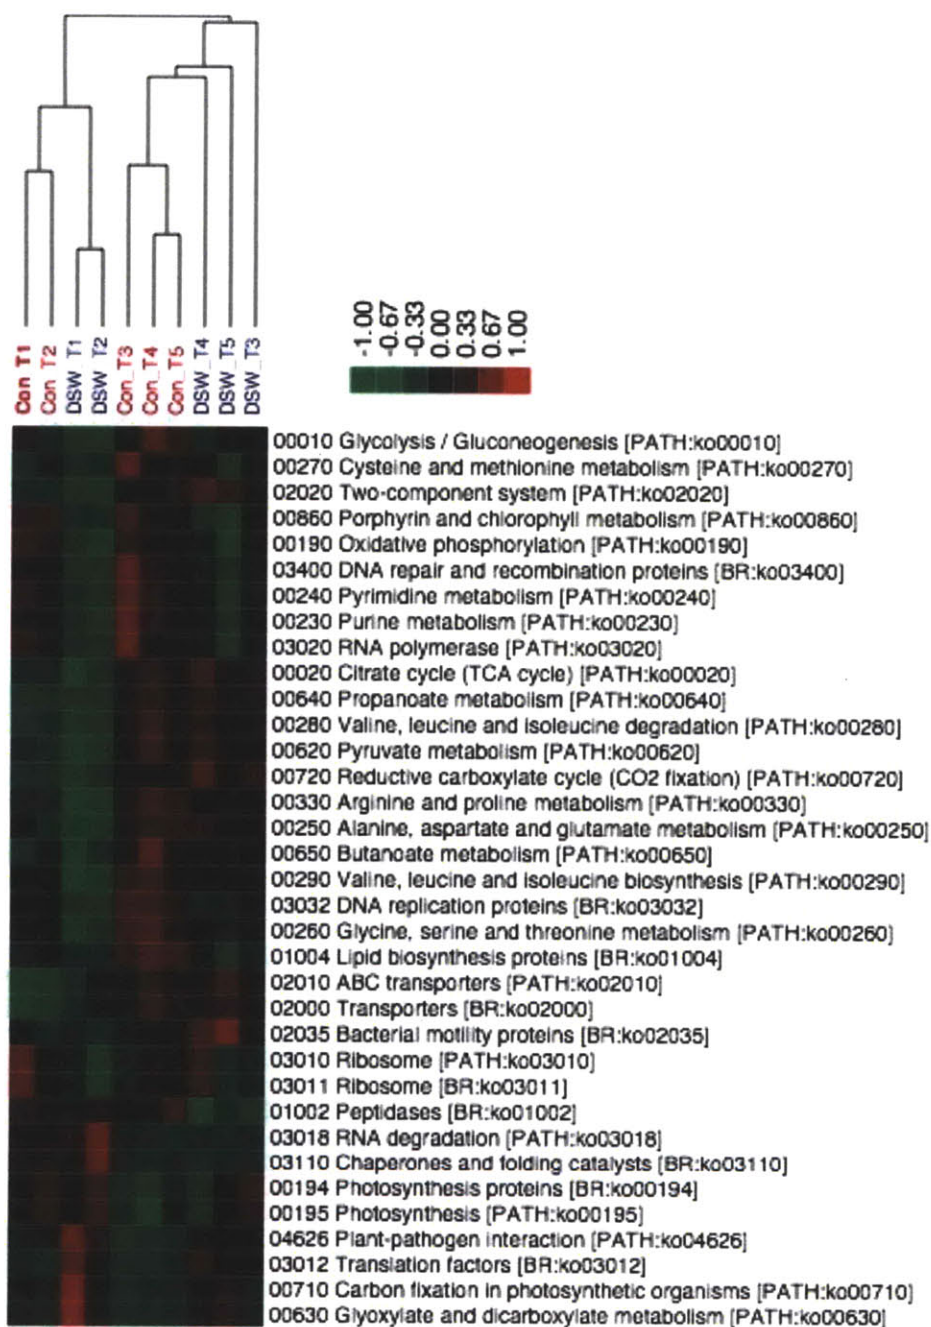 Con T1
Con T2
DSW_T1
DSW_T2
Con_T3
Con_T4
Con_T5
DSW_T4
DSW_T5
DSW_T3
-1.00
-0.67
-0.33
0.00
0.33
0.67
1.00
00010 Glycolysis / Gluconeogenesis [PATH:ko00010]
00270 Cysteine and methionine metabolism [PATH:ko00270]
02020 Two-component system [PATH:ko02020]
00860 Porphyrin and chlorophyll metabolism [PATH:ko00860]
00190 Oxidative phosphorylation [PATH:ko00190]
03400 DNA repair and recombination proteins [BR:ko03400]
00240 Pyrimidine metabolism [PATH:ko00240]
00230 Purine metabolism [PATH:ko00230]
03020 RNA polymerase [PATH:ko03020]
00020 Citrate cycle (TCA cycle) [PATH:ko00020]
00640 Propanoate metabolism [PATH:ko00640]
00280 Valine, leucine and isoleucine degradation [PATH:ko00280]
00620 Pyruvate metabolism [PATH:ko00620]
00720 Reductive carboxylate cycle (CO2 fixation) [PATH:ko00720]
00330 Arginine and proline metabolism [PATH:ko00330]
00250 Alanine, aspartate and glutamate metabolism [PATH:ko00250]
00650 Butanoate metabolism [PATH:ko00650]
00290 Valine, leucine and isoleucine biosynthesis [PATH:ko00290]
03032 DNA replication proteins [BR:ko03032]
00260 Glycine, serine and threonine metabolism [PATH:ko00260]
01004 Lipid biosynthesis proteins [BR:ko01004]
02010 ABC transporters [PATH:ko02010]
02000 Transporters [BR:ko02000]
02035 Bacterial motility proteins [BR:ko02035]
03010 Ribosome [PATH:ko03010]
03011 Ribosome [BR:ko03011]
01002 Peptidases [BR:ko01002]
03018 RNA degradation [PATH:ko03018]
03110 Chaperones and folding catalysts [BR:ko03110]
00194 Photosynthesis proteins [BR:ko00194]
00195 Photosynthesis [PATH:ko00195]
04626 Plant-pathogen interaction [PATH:ko04626]
03012 Translation factors [BR:ko03012]
00710 Carbon fixation in photosynthetic organisms [PATH:ko00710]
00630 Glyoxylate and dicarboxylate metabolism [PATH:ko00630]